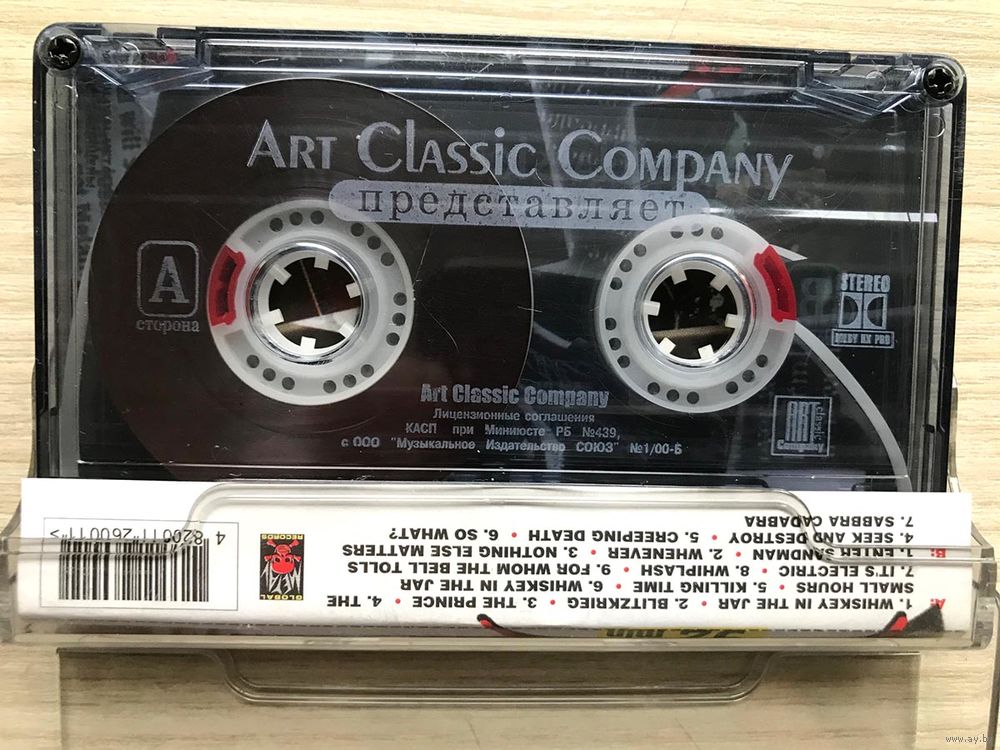 ART CLASSIC COMPANY
представляет
A
сторона
STEREO
DOLBY HX PRO
Art Classic Company
Лицензионные соглашения
КАСП при Минюсте РБ №439,
с ООО "Музыкальное Издательство СОЮЗ" №1/00-Б
ART classic Company
A:
1. WHISKEY IN THE JAR • 2. BLITZKRIEG • 3. THE PRINCE • 4. THE
SMALL HOURS • 5. KILLING TIME • 6. WHISKEY IN THE JAR
7. IT'S ELECTRIC • 8. WHIPLASH • 9. FOR WHOM THE BELL TOLLS
B:
1. ENTER SANDMAN • 2. WHENEVER • 3. NOTHING ELSE MATTERS
4. SEEK AND DESTROY • 5. CREEPING DEATH • 6. SO WHAT?
7. SABBRA CADABRA
GLOBAL
METAL
RECORDS
4 820011 260011 >